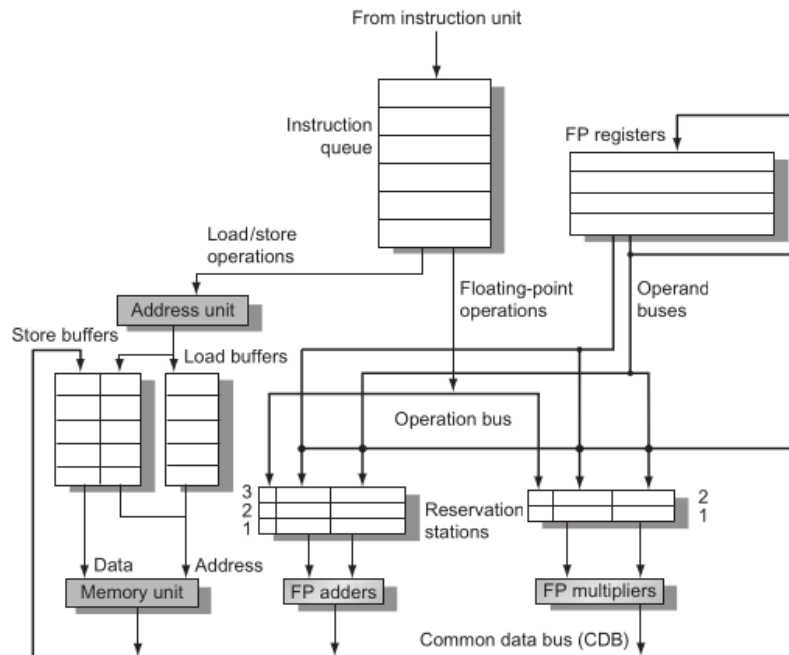 From instruction unit
Instruction
queue
FP registers
Load/store
operations
Floating-point
operations
Operand
buses
Address unit
Store buffers
Load buffers
Operation bus
3
2
1
Reservation
stations
2
1
Data
Address
Memory unit
FP adders
FP multipliers
Common data bus (CDB)